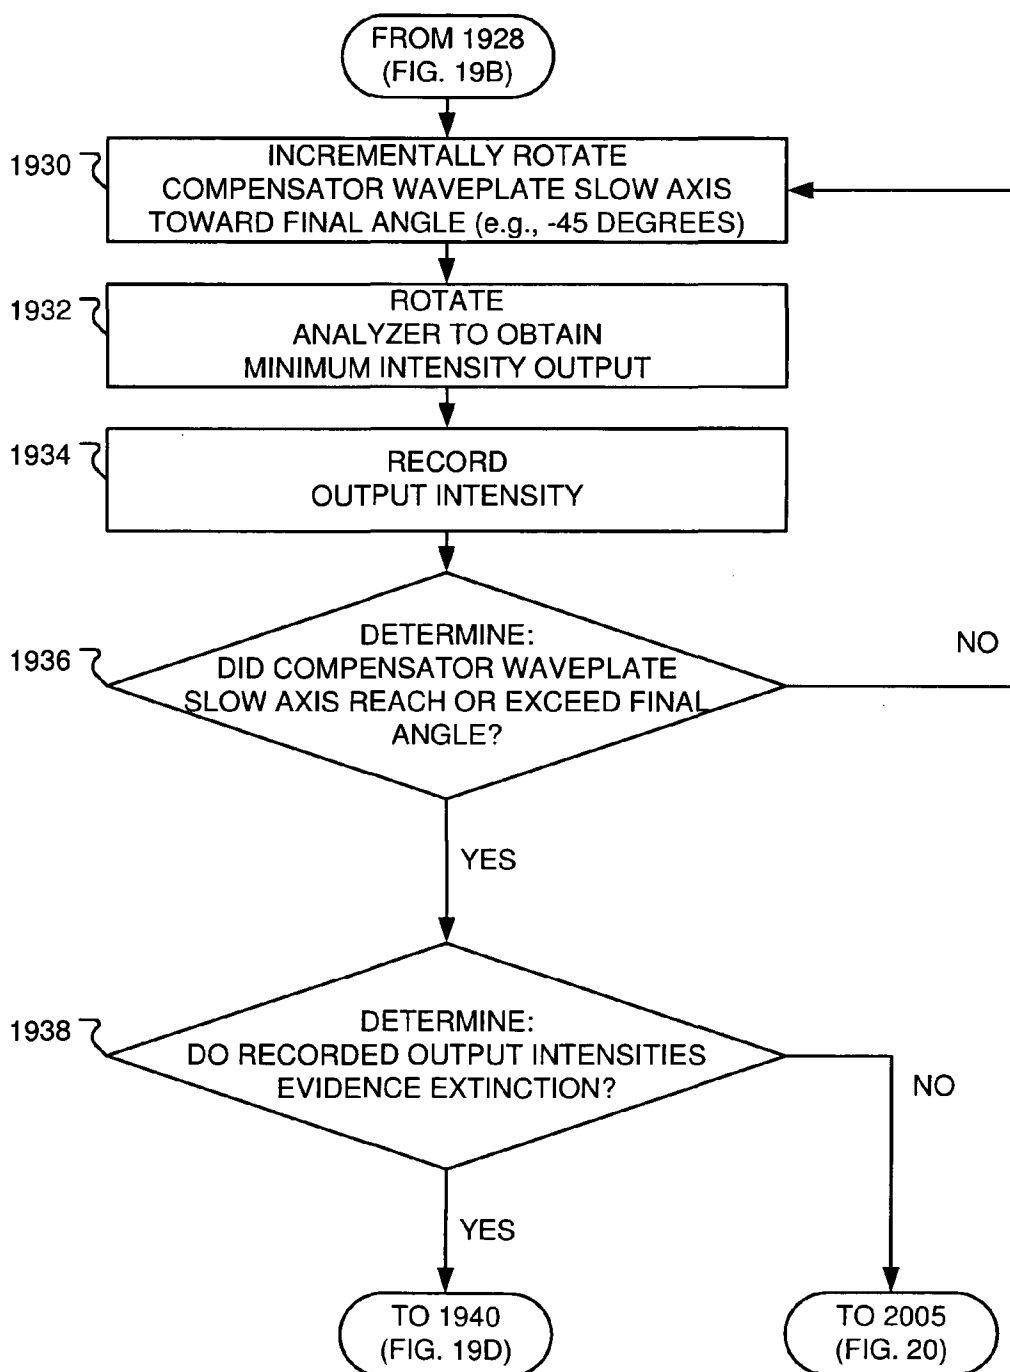 FROM 1928
(FIG. 19B)
1930
INCREMENTALLY ROTATE
COMPENSATOR WAVEPLATE SLOW AXIS
TOWARD FINAL ANGLE (e.g., -45 DEGREES)
1932
ROTATE
ANALYZER TO OBTAIN
MINIMUM INTENSITY OUTPUT
1934
RECORD
OUTPUT INTENSITY
1936
DETERMINE:
DID COMPENSATOR WAVEPLATE
SLOW AXIS REACH OR EXCEED FINAL
ANGLE?
NO
YES
1938
DETERMINE:
DO RECORDED OUTPUT INTENSITIES
EVIDENCE EXTINCTION?
NO
YES
TO 1940
(FIG. 19D)
TO 2005
(FIG. 20)